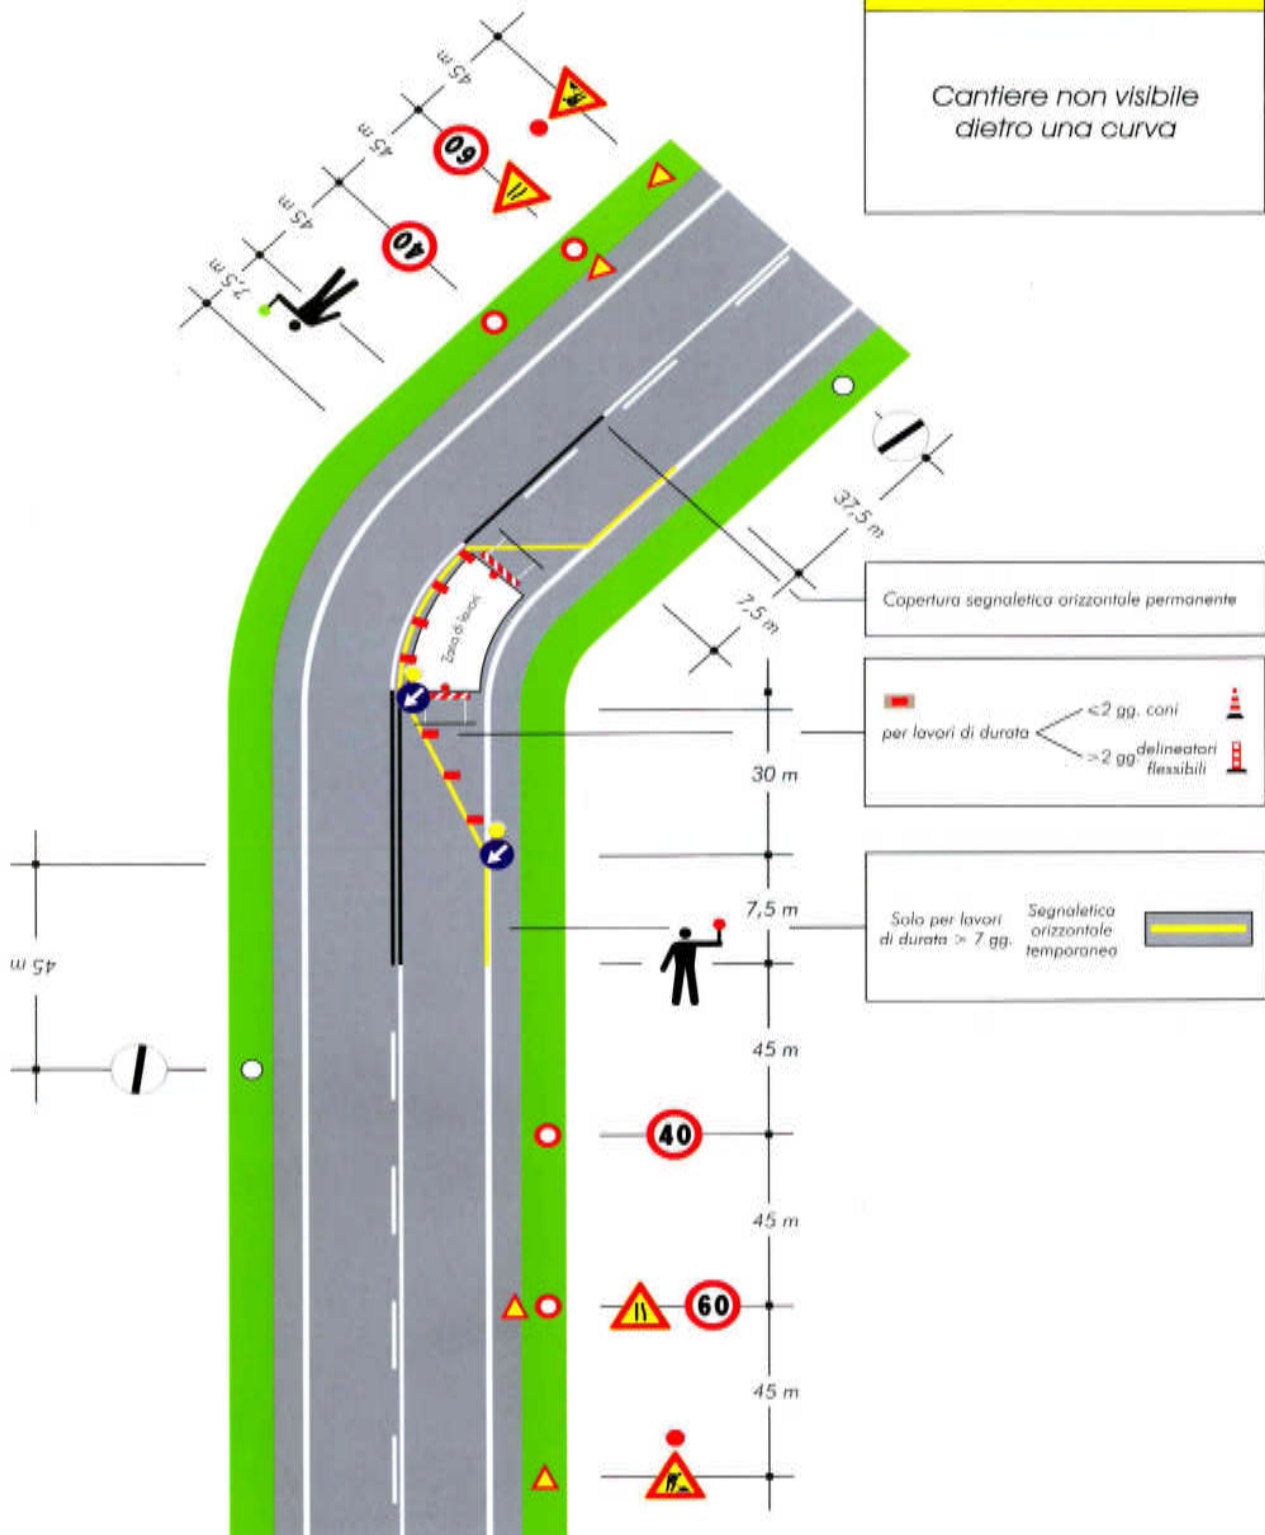 Cantiere non visibile
dietro una curva
45 m
45 m
45 m
7,5 m
60
40
37,5 m
7,5 m
Copertura segnaletica orizzontale permanente
Zona di lavori
per lavori di durata
<2 gg. coni
>2 gg. delineatori
flessibili
30 m
7,5 m
Solo per lavori
di durata > 7 gg.
Segnaletica
orizzontale
temporanea
45 m
45 m
40
45 m
60
45 m